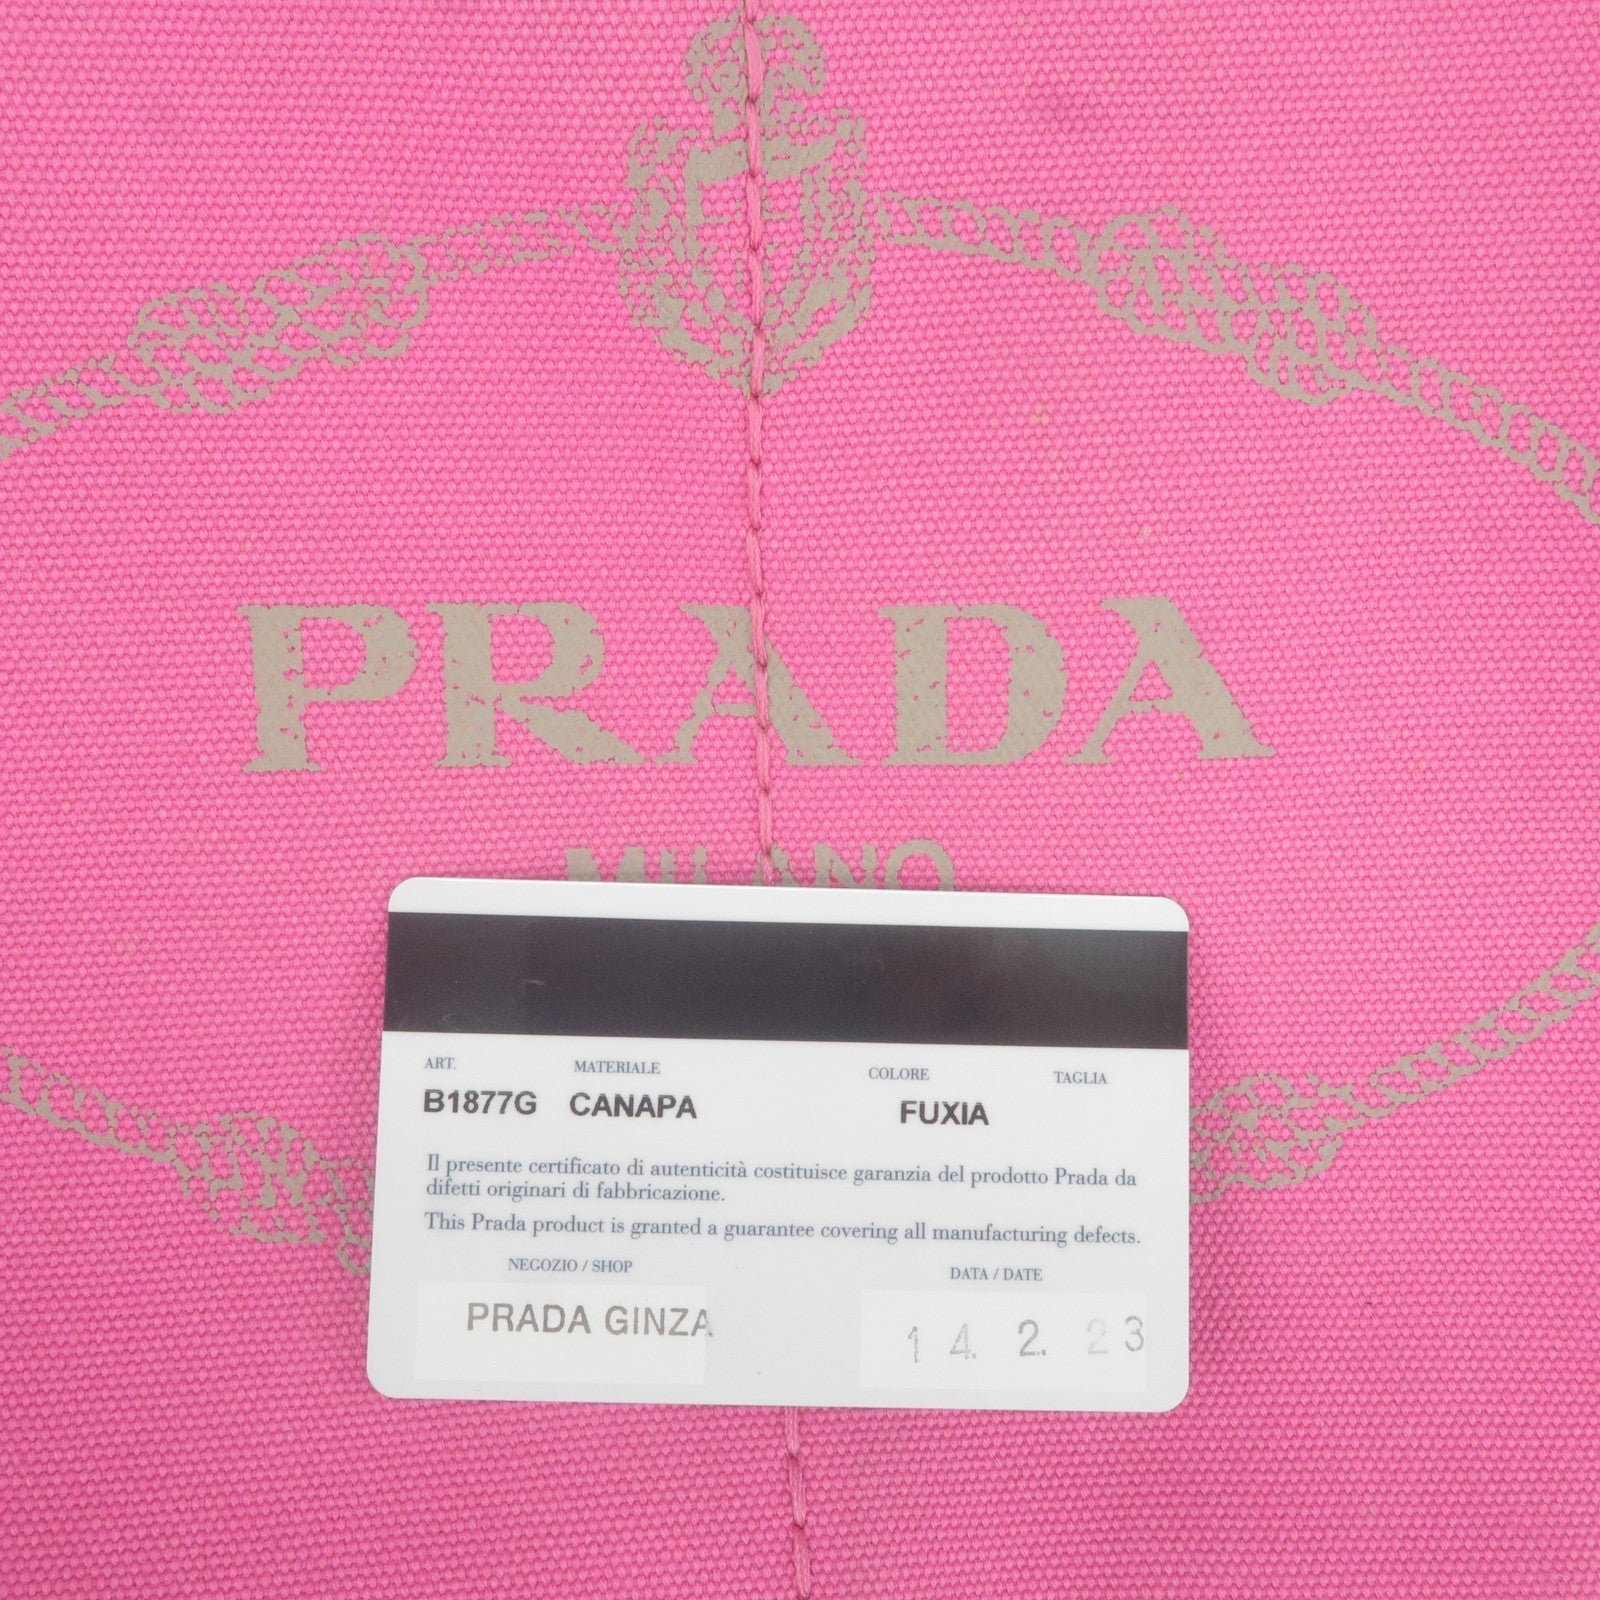 PRADA
MILANO
ART. MATERIALE COLORE TAGLIA
B1877G CANAPA FUXIA
Il presente certificato di autenticità costituisce garanzia del prodotto Prada da
difetti originari di fabbricazione.
This Prada product is granted a guarantee covering all manufacturing defects.
NEGOZIO / SHOP DATA / DATE
PRADA GINZA 14. 2. 23